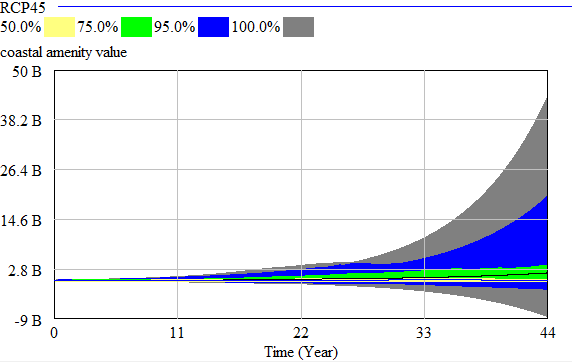 RCP45
50.0% 75.0% 95.0% 100.0%
coastal amenity value
50 B
38.2 B
26.4 B
14.6 B
2.8 B
-9 B
0 11 22 33 44
Time (Year)